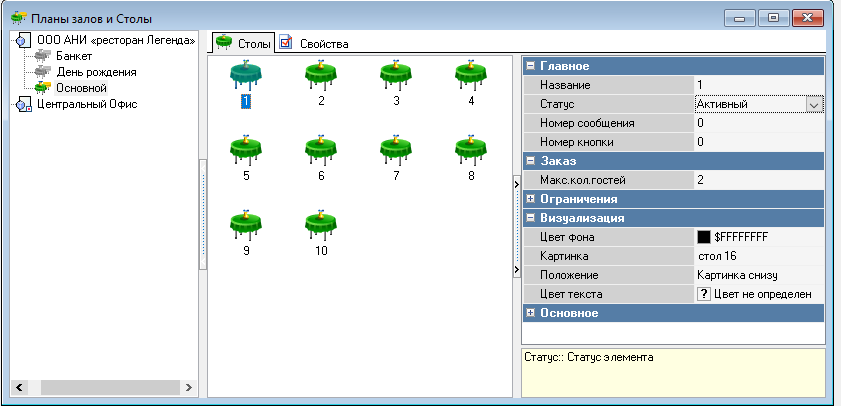 Планы залов и Столы
ООО АНИ «ресторан Легенда»
Банкет
День рождения
Основной
Центральный Офис
Столы
Свойства
1 2 3 4
5 6 7 8
9 10
Главное
Название 1
Статус Активный
Номер сообщения 0
Номер кнопки 0
Заказ
Макс.кол.гостей 2
Ограничения
Визуализация
Цвет фона $FFFFFFFF
Картинка стол 16
Положение Картинка снизу
Цвет текста ? Цвет не определен
Основное
Статус:: Статус элемента